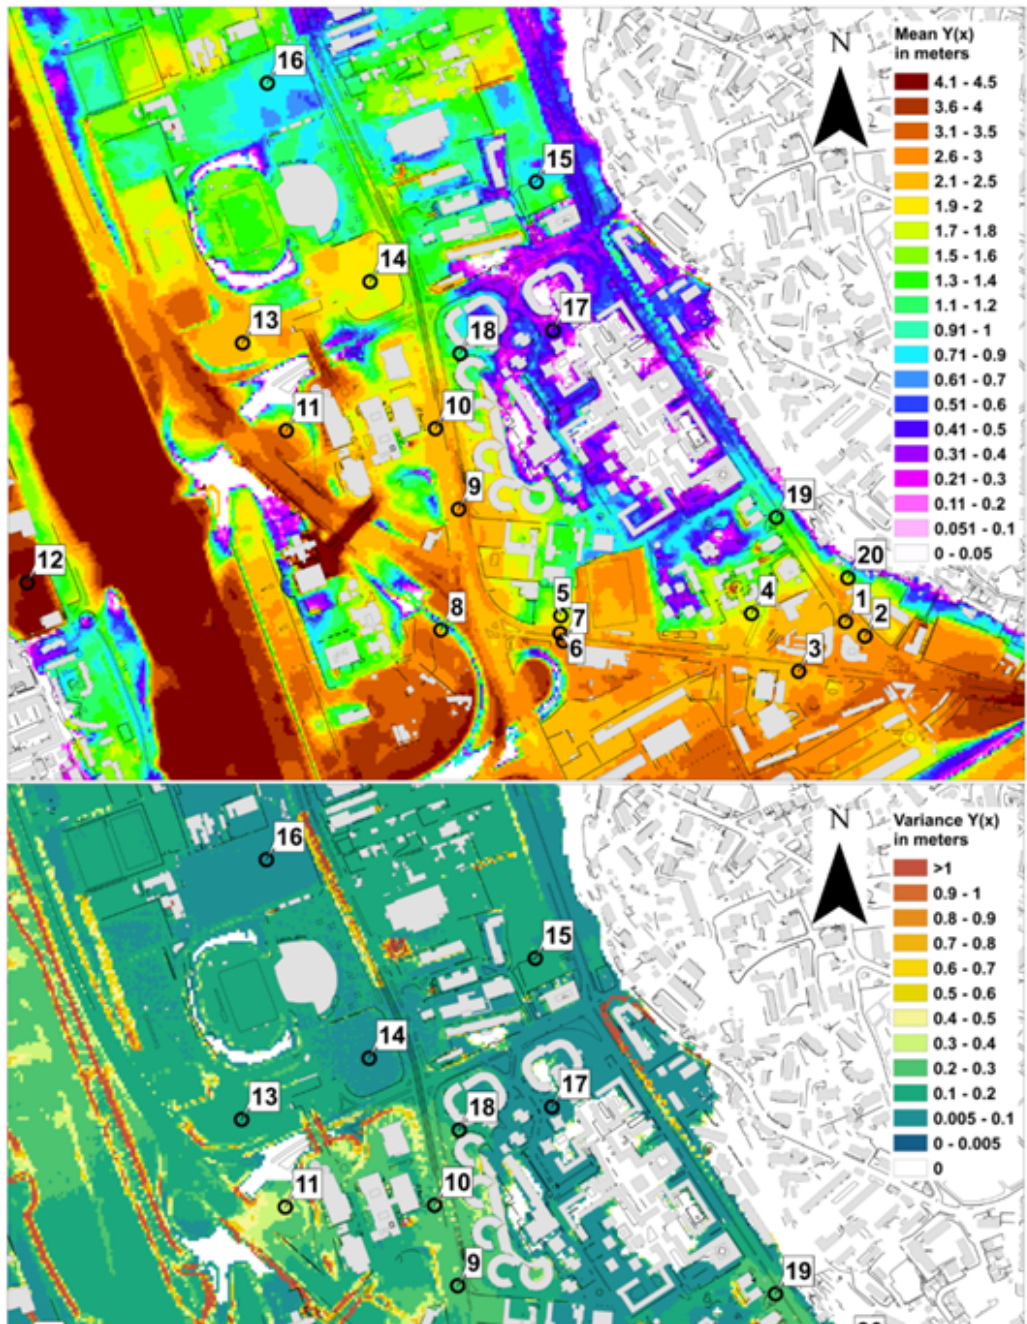 N
Mean Y(x)
in meters
4.1 - 4.5
3.6 - 4
3.1 - 3.5
2.6 - 3
2.1 - 2.5
1.9 - 2
1.7 - 1.8
1.5 - 1.6
1.3 - 1.4
1.1 - 1.2
0.91 - 1
0.71 - 0.9
0.61 - 0.7
0.51 - 0.6
0.41 - 0.5
0.31 - 0.4
0.21 - 0.3
0.11 - 0.2
0.051 - 0.1
0 - 0.05
16
15
14
13
17
18
11
10
9
19
12
20
5
7
6
4
1
2
8
3
N
Variance Y(x)
in meters
>1
0.9 - 1
0.8 - 0.9
0.7 - 0.8
0.6 - 0.7
0.5 - 0.6
0.4 - 0.5
0.3 - 0.4
0.2 - 0.3
0.1 - 0.2
0.005 - 0.1
0 - 0.005
0
16
15
14
13
17
18
11
10
9
19